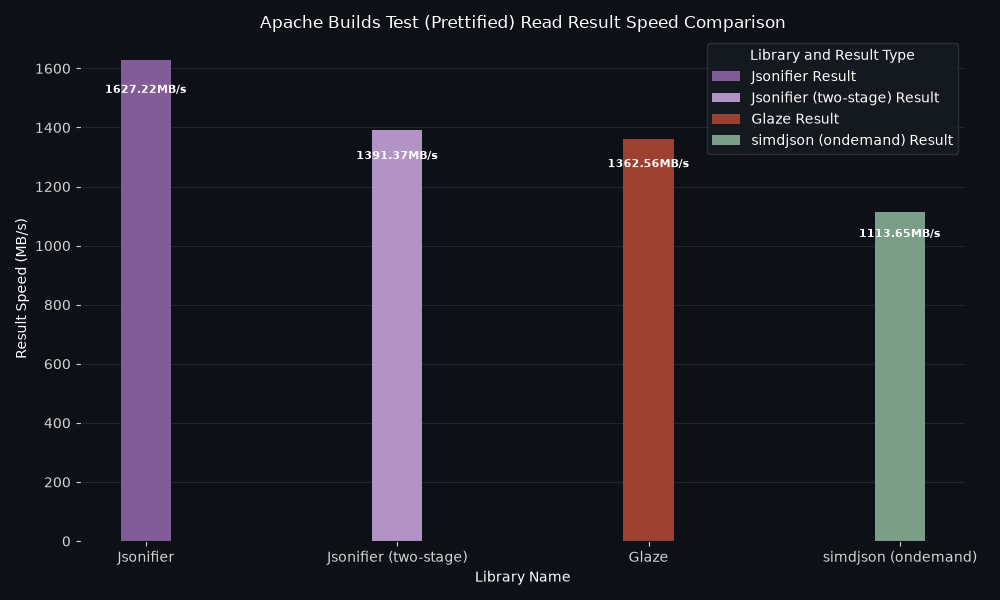 Apache Builds Test (Prettified) Read Result Speed Comparison
Library and Result Type
Jsonifier Result
Jsonifier (two-stage) Result
Glaze Result
simdjson (ondemand) Result
1627.22MB/s
1391.37MB/s
1362.56MB/s
1113.65MB/s
Result Speed (MB/s)
1600
1400
1200
1000
800
600
400
200
0
Jsonifier
Jsonifier (two-stage)
Glaze
simdjson (ondemand)
Library Name